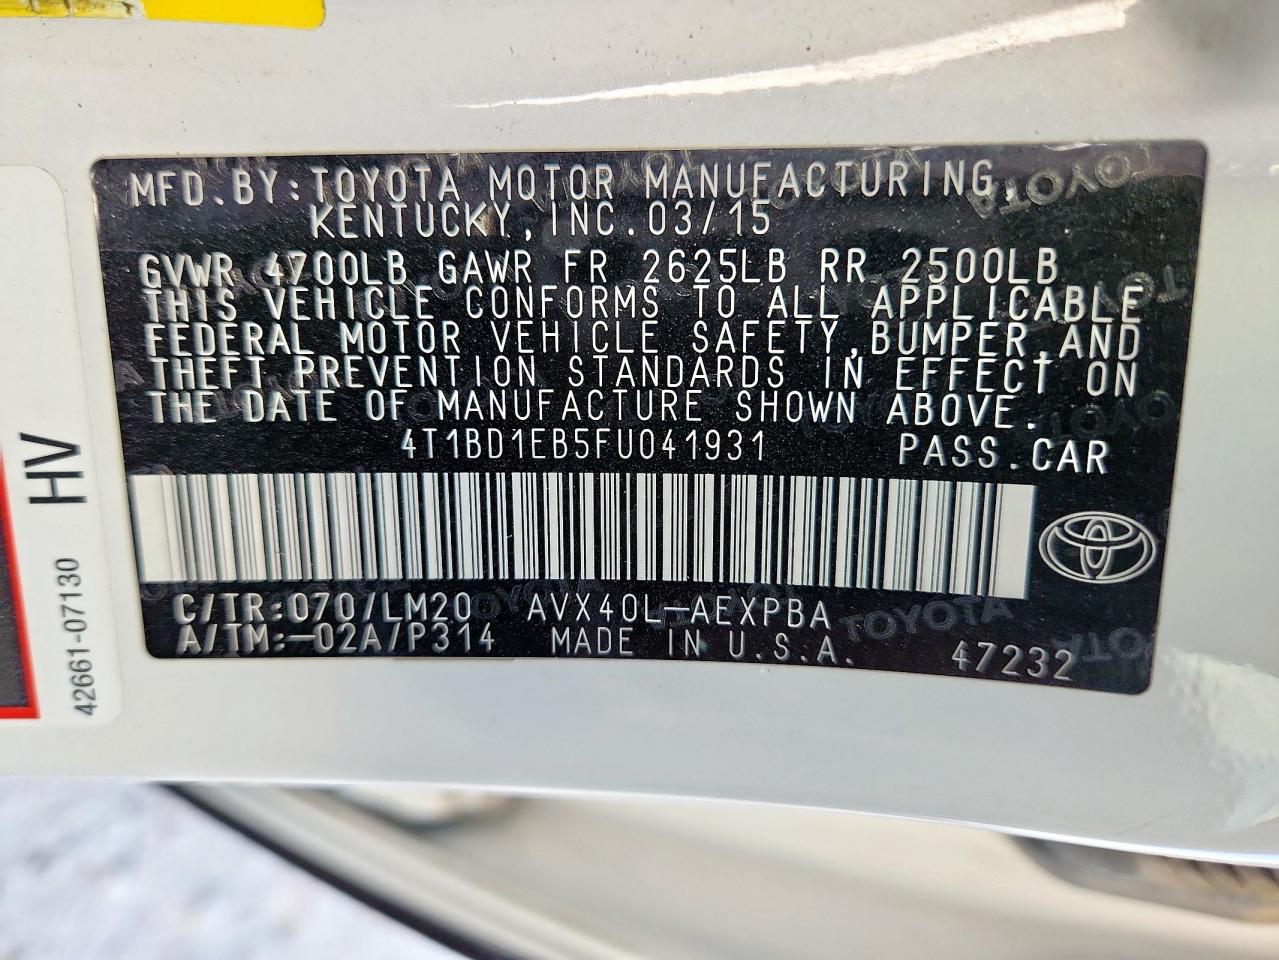 MFD.BY:TOYOTA MOTOR MANUFACTURING,
KENTUCKY,INC.03/15
GVWR 4700LB GAWR FR 2625LB RR 2500LB
THIS VEHICLE CONFORMS TO ALL APPLICABLE
FEDERAL MOTOR VEHICLE SAFETY,BUMPER,AND
THEFT PREVENTION STANDARDS IN EFFECT ON
THE DATE OF MANUFACTURE SHOWN ABOVE.
4T1BD1EB5FU041931 PASS.CAR
C/TR:070/LM20 AVX40L-AEXPBA
A/TM:-02A/P314 MADE IN U.S.A. 47232
TOYOTA
HV
42661-07130